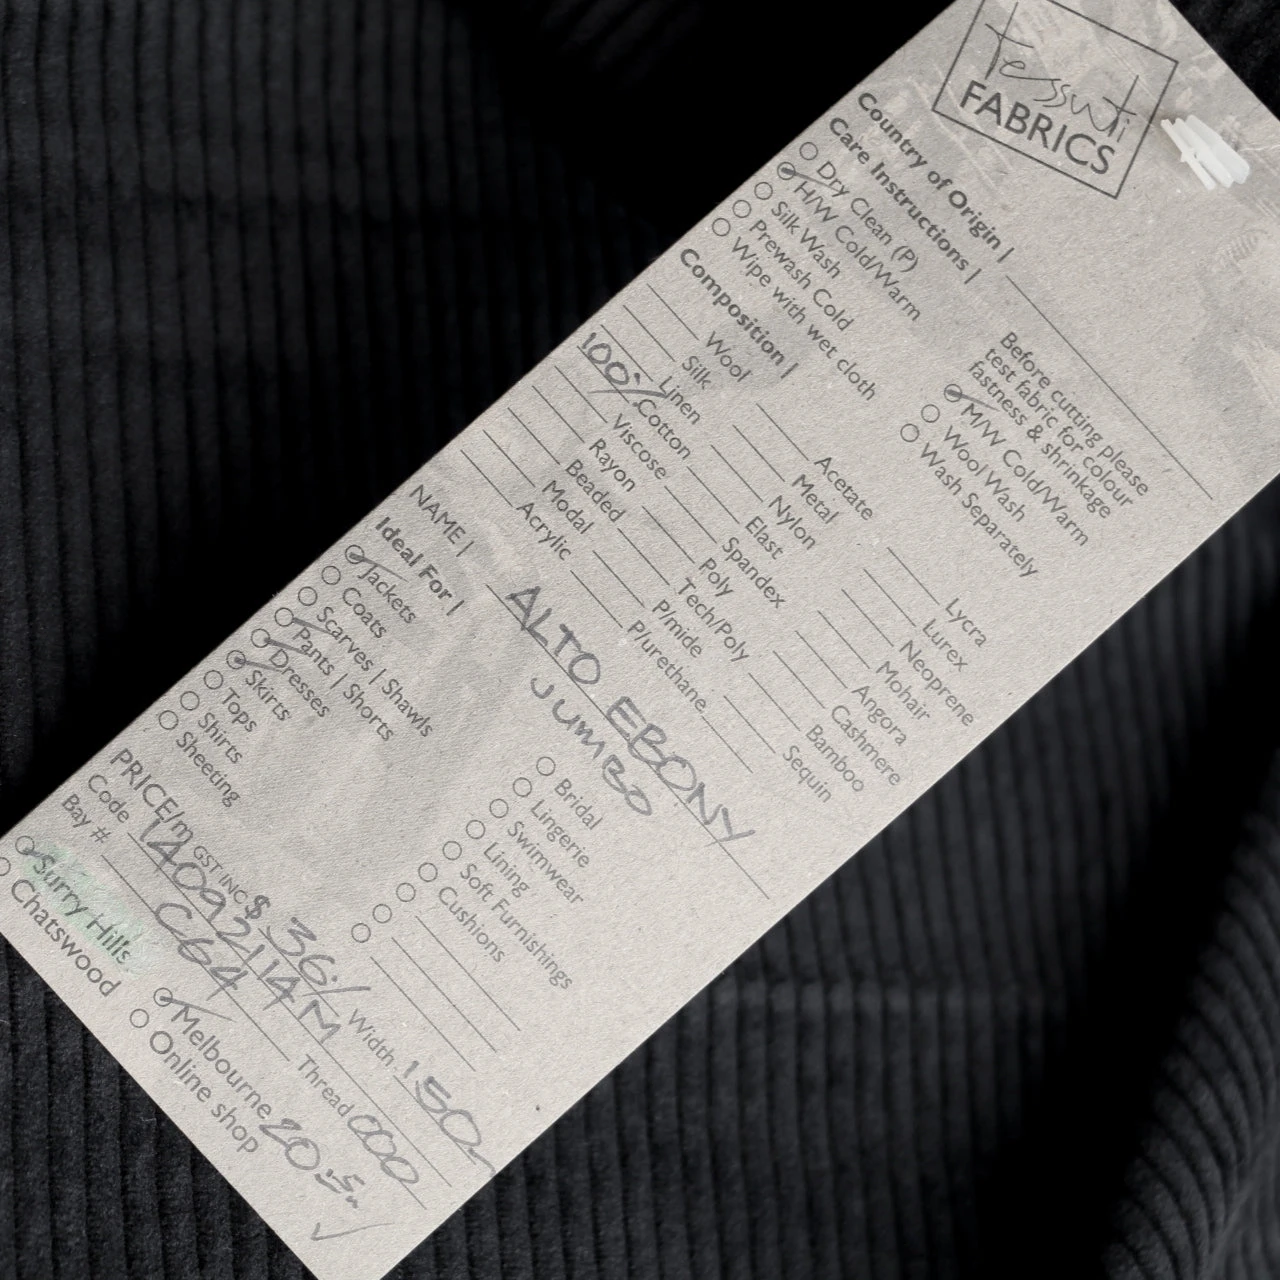 Tessuti
FABRICS
Country of Origin |
Care Instructions |
Dry Clean (P)
H/W Cold/Warm
Silk Wash
Prewash Cold
Wipe with wet cloth
Before cutting please
test fabric for colour
fastness & shrinkage
M/W Cold/Warm
Wool Wash
Wash Separately
Composition |
Wool
Silk
Linen
100% Cotton
Viscose
Rayon
Beaded
Modal
Acrylic
Acetate
Metal
Nylon
Elast
Spandex
Poly
Tech/Poly
P/mide
P/urethane
Lycra
Lurex
Neoprene
Mohair
Angora
Cashmere
Bamboo
Sequin
NAME | ALTO EBONY
JUMBO
Ideal For |
Jackets
Coats
Scarves | Shawls
Pants | Shorts
Dresses
Skirts
Tops
Shirts
Sheeting
Bridal
Lingerie
Swimwear
Lining
Soft Furnishings
Cushions
PRICE/m GST INC $ 36./ Width 150
Code 14092114M
Bay # C64 Thread 000
Surry Hills
Chatswood
Melbourne 20
Online shop